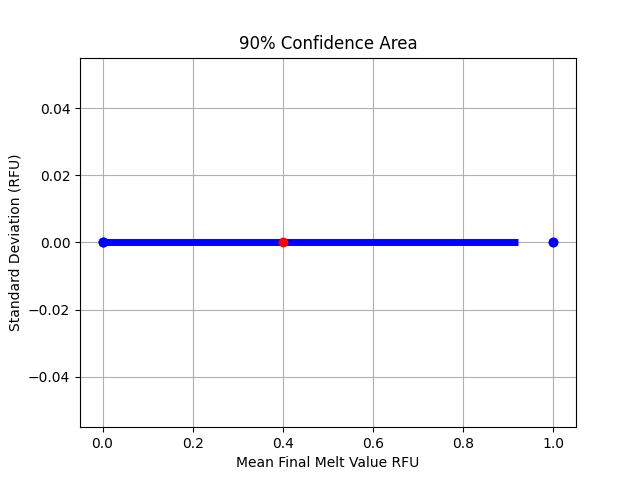 90% Confidence Area
Standard Deviation (RFU)
0.04
0.02
0.00
−0.02
−0.04
0.0 0.2 0.4 0.6 0.8 1.0
Mean Final Melt Value RFU